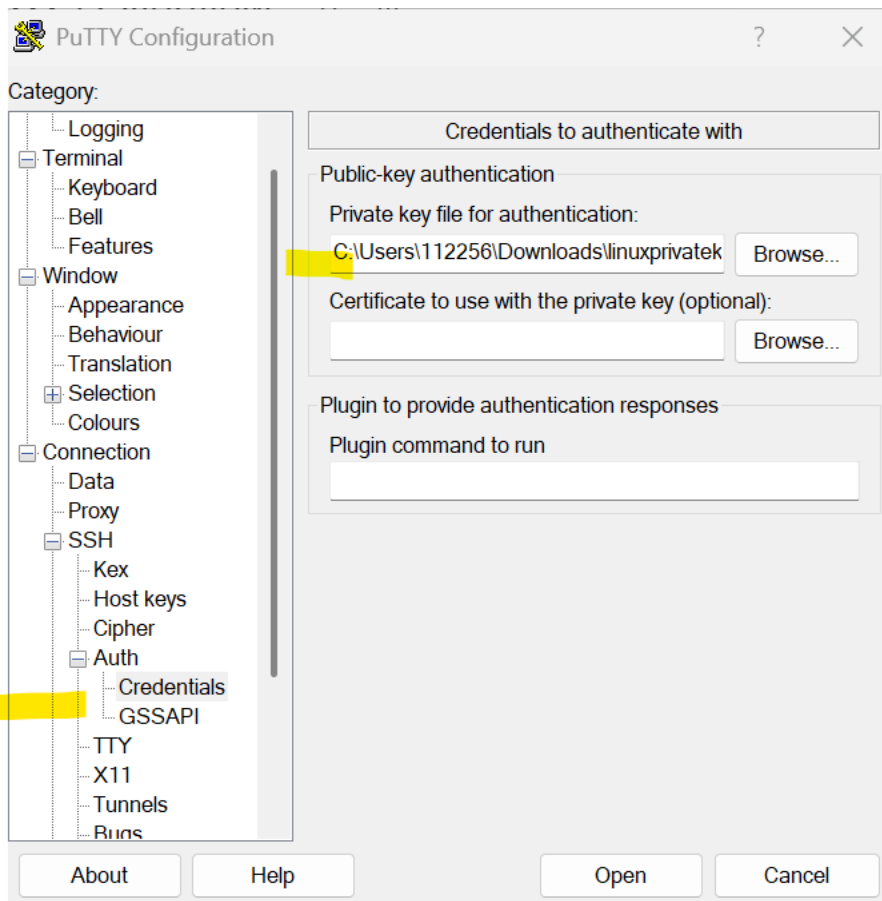 PuTTY Configuration
?
Category:
Logging
Terminal
Keyboard
Bell
Features
Window
Appearance
Behaviour
Translation
Selection
Colours
Connection
Data
Proxy
SSH
Kex
Host keys
Cipher
Auth
Credentials
GSSAPI
TTY
X11
Tunnels
Bugs
Credentials to authenticate with
Public-key authentication
Private key file for authentication:
C:\Users\112256\Downloads\linuxprivatek
Browse...
Certificate to use with the private key (optional):
Browse...
Plugin to provide authentication responses
Plugin command to run
About
Help
Open
Cancel